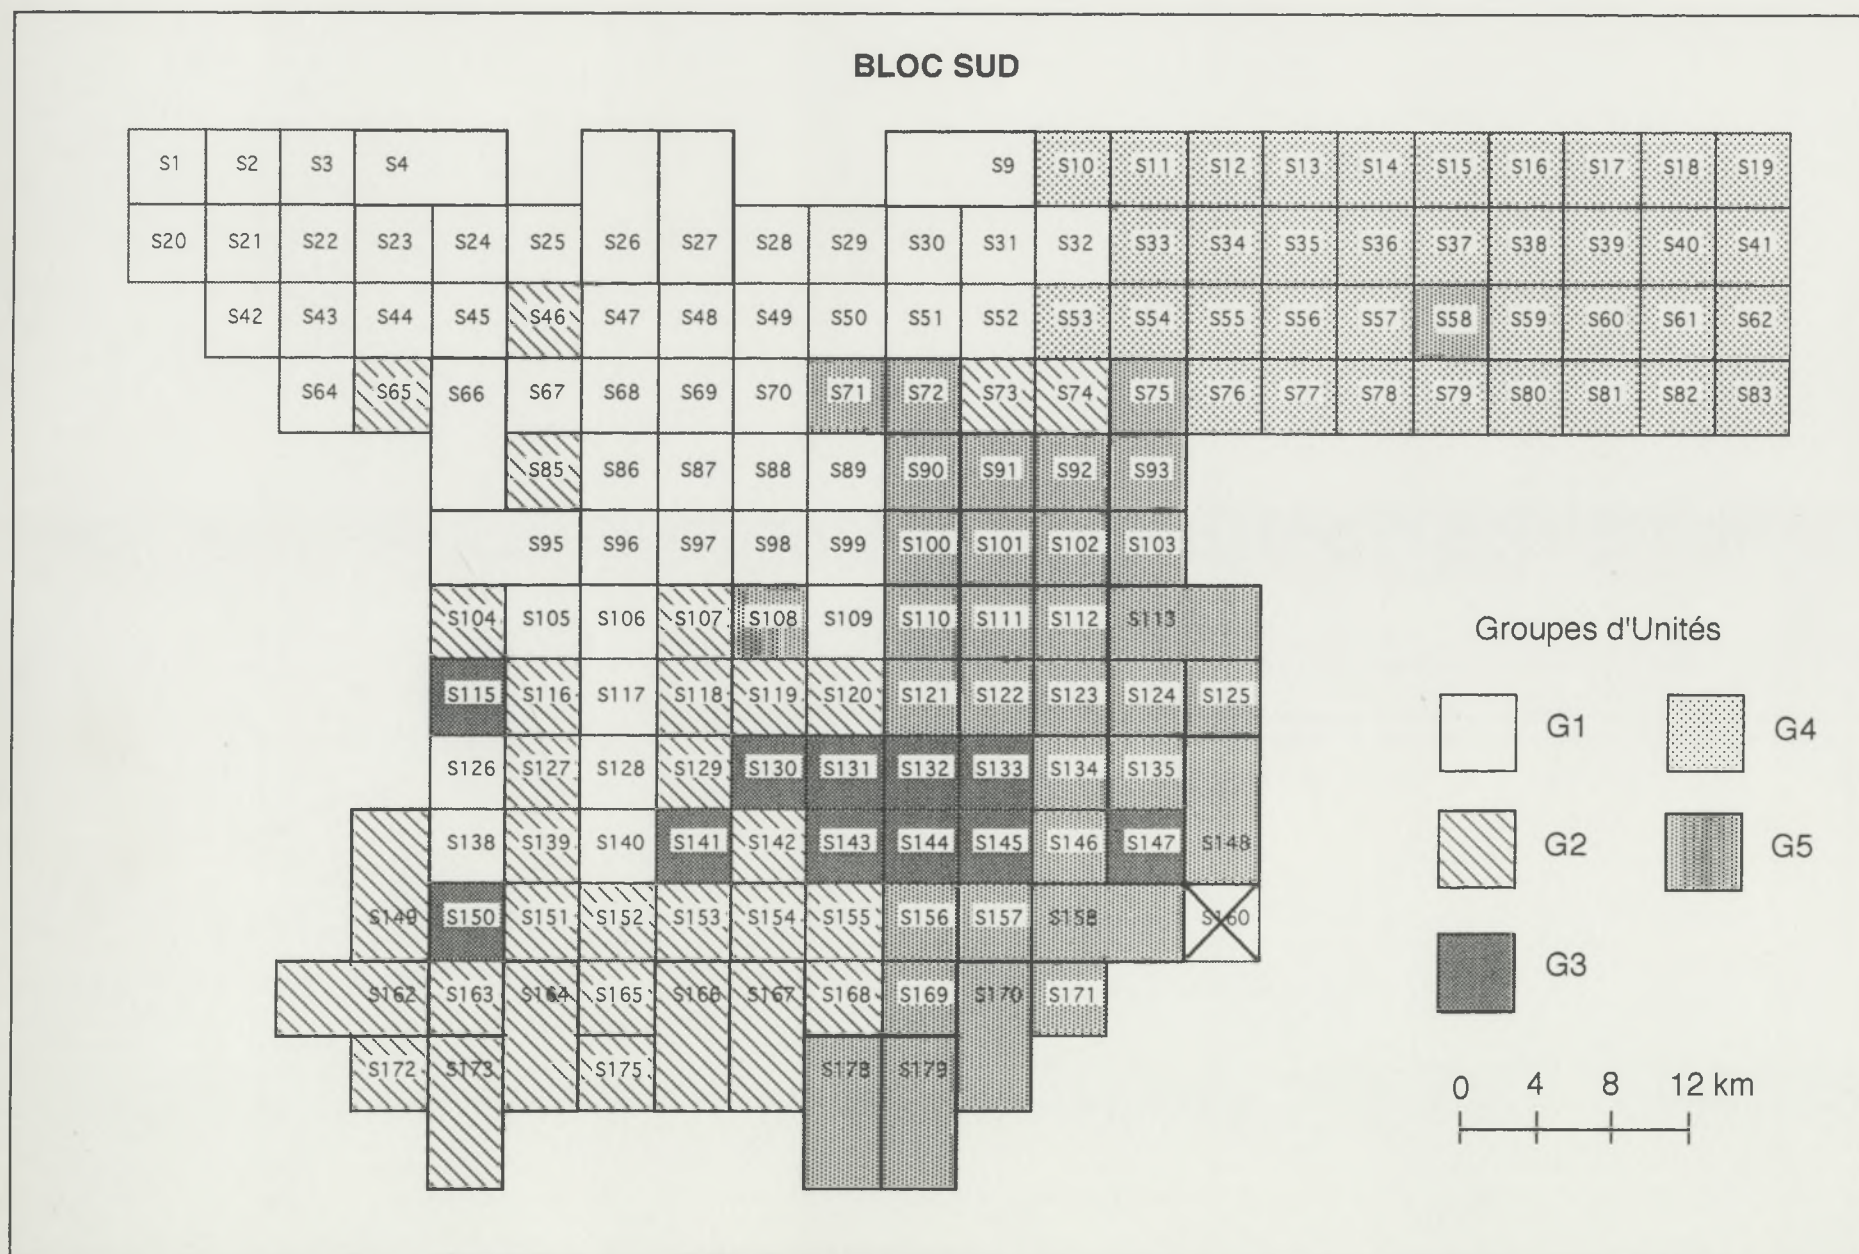 BLOC SUD
S1 S2 S3 S4 S9 S10 S11 S12 S13 S14 S15 S16 S17 S18 S19
S20 S21 S22 S23 S24 S25 S26 S27 S28 S29 S30 S31 S32 S33 S34 S35 S36 S37 S38 S39 S40 S41
S42 S43 S44 S45 S46 S47 S48 S49 S50 S51 S52 S53 S54 S55 S56 S57 S58 S59 S60 S61 S62
S64 S65 S66 S67 S68 S69 S70 S71 S72 S73 S74 S75 S76 S77 S78 S79 S80 S81 S82 S83
S85 S86 S87 S88 S89 S90 S91 S92 S93
S95 S96 S97 S98 S99 S100 S101 S102 S103
S104 S105 S106 S107 S108 S109 S110 S111 S112 S113
S115 S116 S117 S118 S119 S120 S121 S122 S123 S124 S125
S126 S127 S128 S129 S130 S131 S132 S133 S134 S135
S138 S139 S140 S141 S142 S143 S144 S145 S146 S147 S148
S149 S150 S151 S152 S153 S154 S155 S156 S157 S158 S160
S162 S163 S164 S165 S166 S167 S168 S169 S170 S171
S172 S173 S175 S178 S179
Groupes d'Unités
G1 G4
G2 G5
G3
0 4 8 12 km